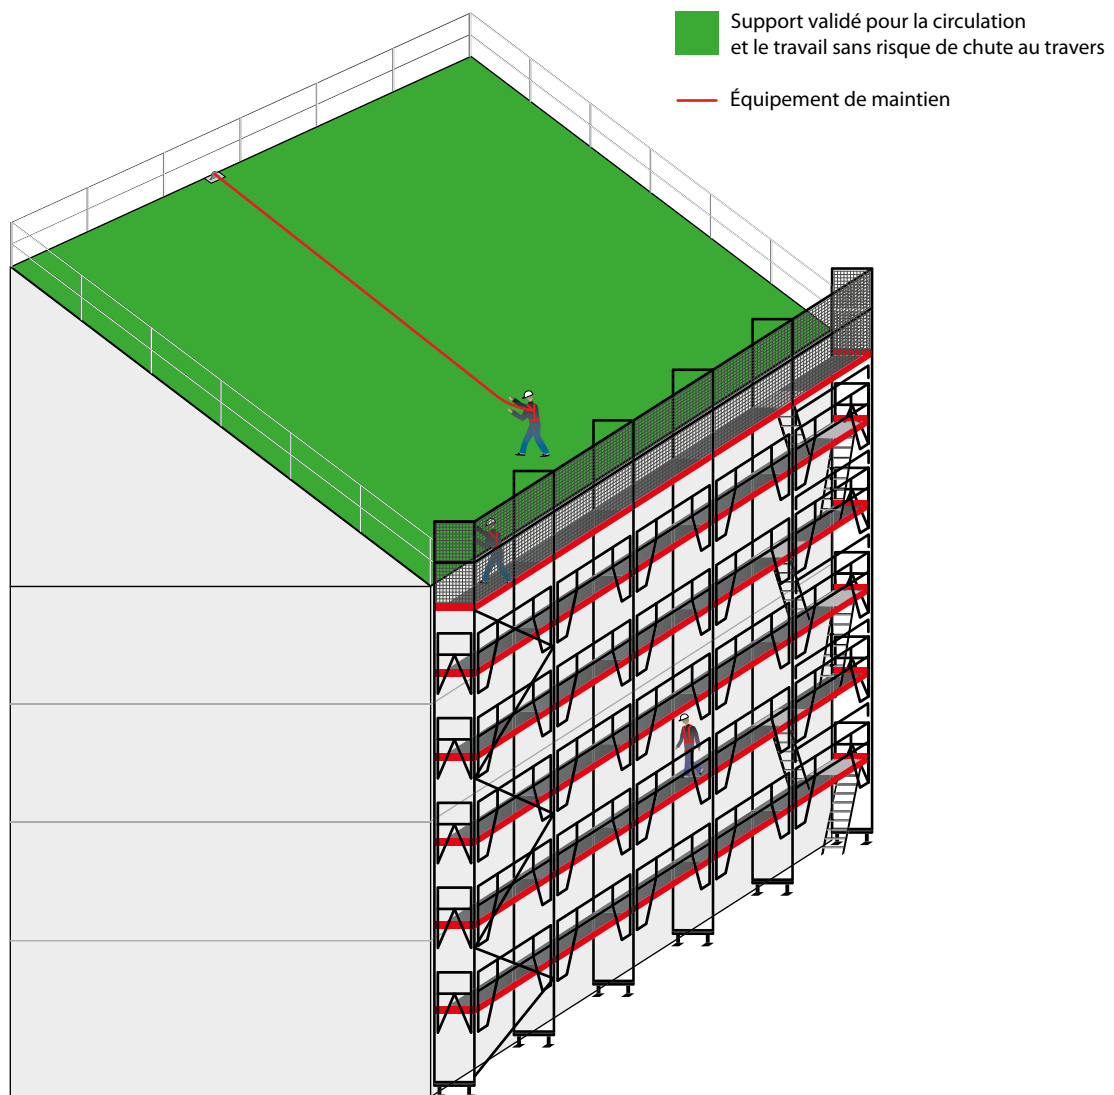 Support validé pour la circulation
et le travail sans risque de chute au travers
Équipement de maintien